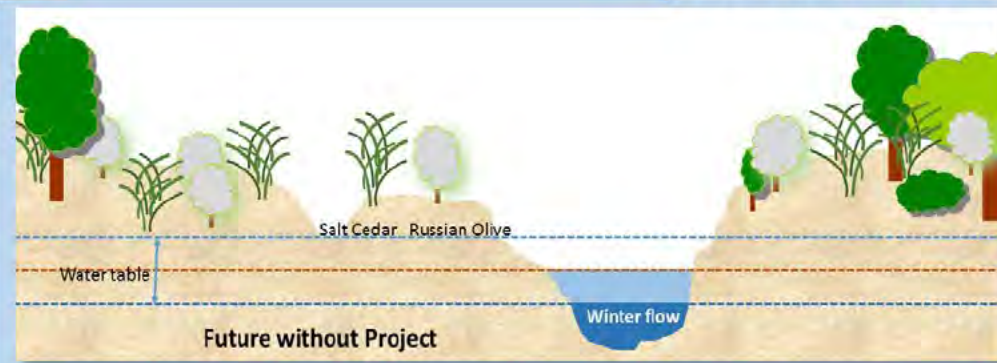 Salt Cedar Russian Olive
Water table
Winter flow
Future without Project